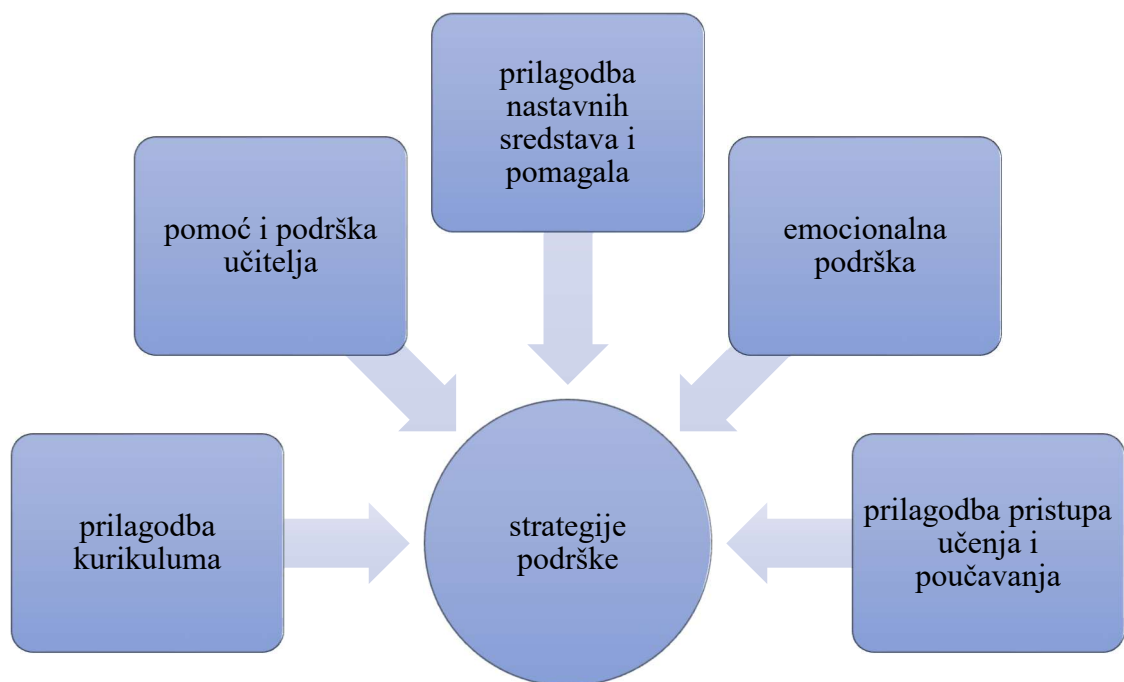 prilagodba
nastavnih
sredstava i
pomagala
pomoć i podrška
učitelja
emocionalna
podrška
prilagodba
kurikuluma
strategije
podrške
prilagodba pristupa
učenja i
poučavanja